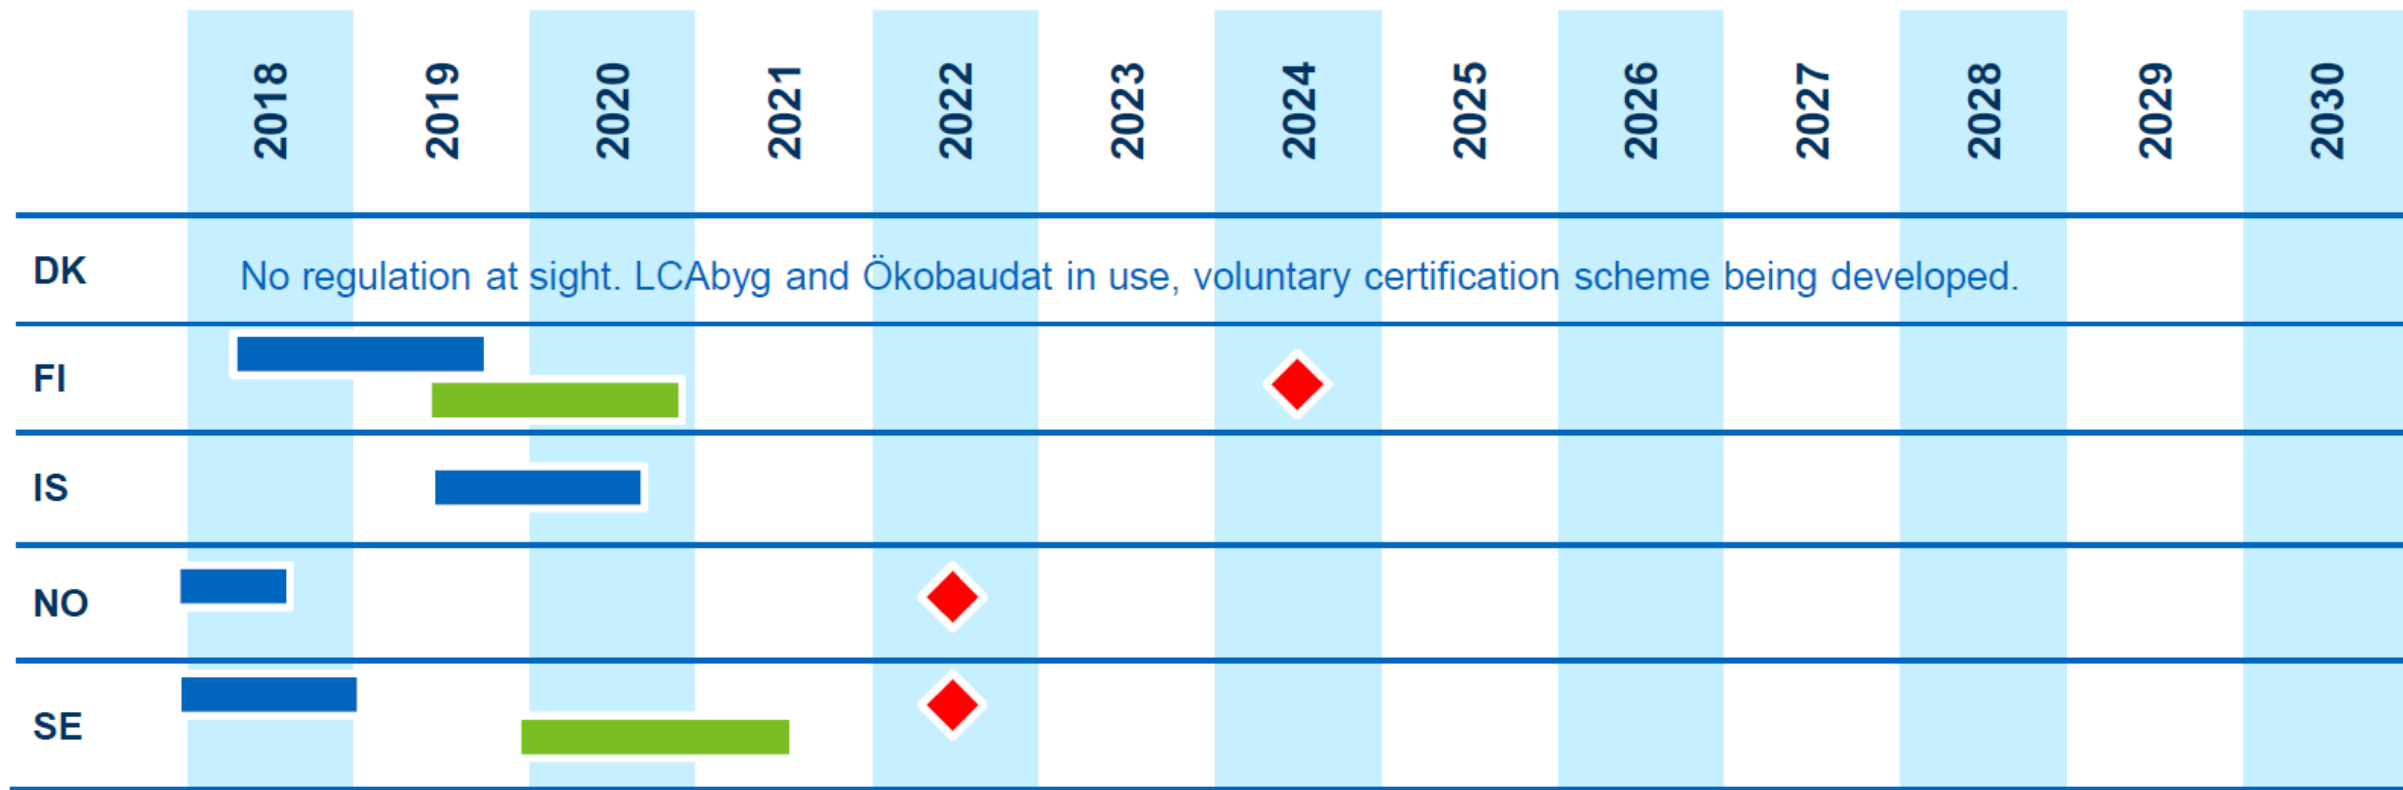 2018 2019 2020 2021 2022 2023 2024 2025 2026 2027 2028 2029 2030
DK No regulation at sight. LCAbyg and Ökobaudat in use, voluntary certification scheme being developed.
FI
IS
NO
SE